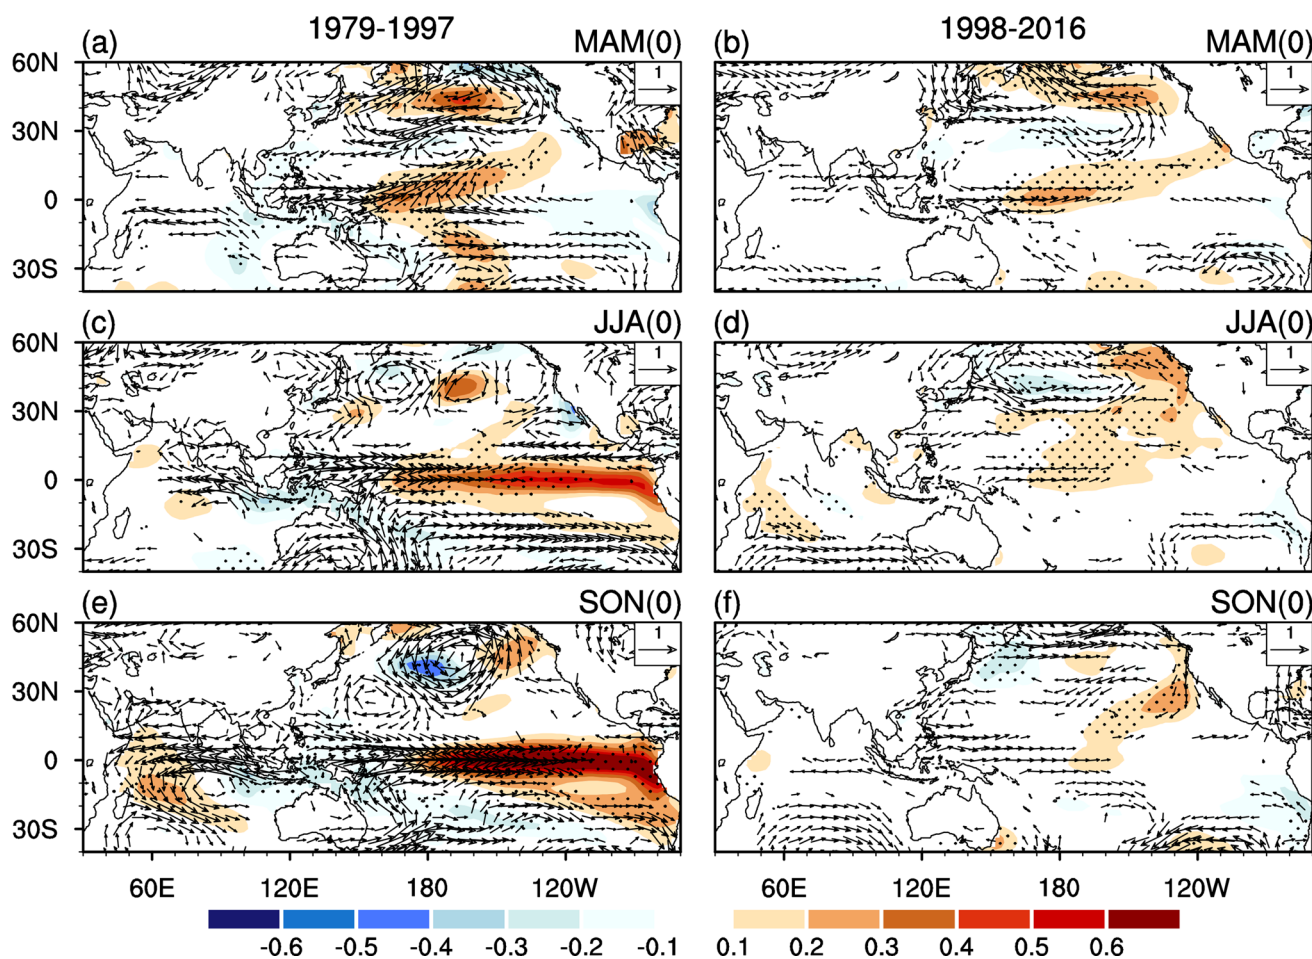 1979-1997
1998-2016
(a)
MAM(0)
(b)
MAM(0)
60N
1
1
30N
0
30S
(c)
JJA(0)
(d)
JJA(0)
60N
1
1
30N
0
30S
(e)
SON(0)
(f)
SON(0)
60N
1
1
30N
0
30S
60E
120E
180
120W
60E
120E
180
120W
-0.6
-0.5
-0.4
-0.3
-0.2
-0.1
0.1
0.2
0.3
0.4
0.5
0.6